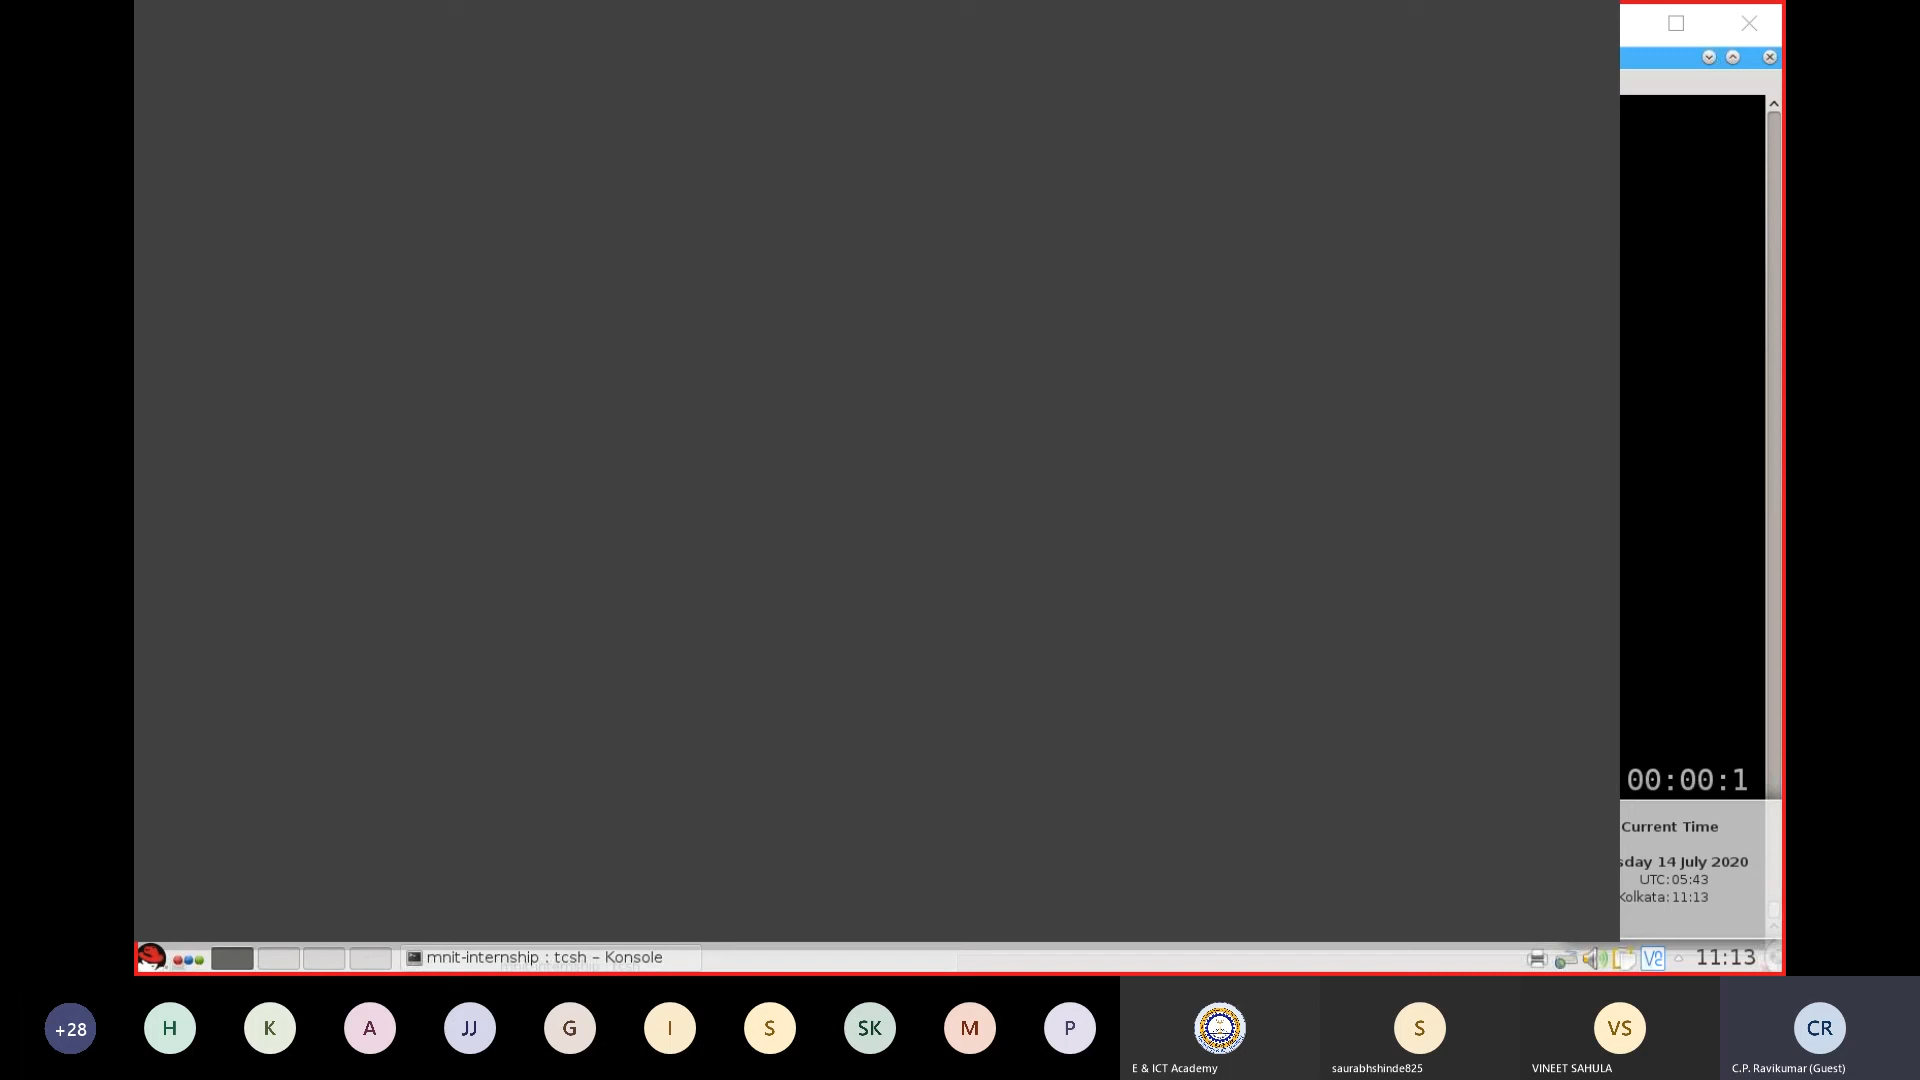 00:00:1
Current Time
sday 14 July 2020
UTC: 05:43
Kolkata: 11:13
mnit-internship : tcsh – Konsole
V2
11:13
+28
H
K
A
JJ
G
I
S
SK
M
P
S
VS
CR
E & ICT Academy
saurabhshinde825
VINEET SAHULA
C.P. Ravikumar (Guest)